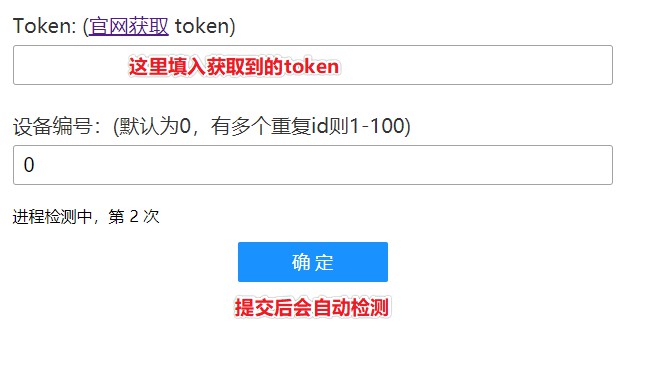 Token: (官网获取 token)
这里填入获取到的token
设备编号：(默认为0，有多个重复id则1-100)
0
进程检测中，第 2 次
确 定
提交后会自动检测